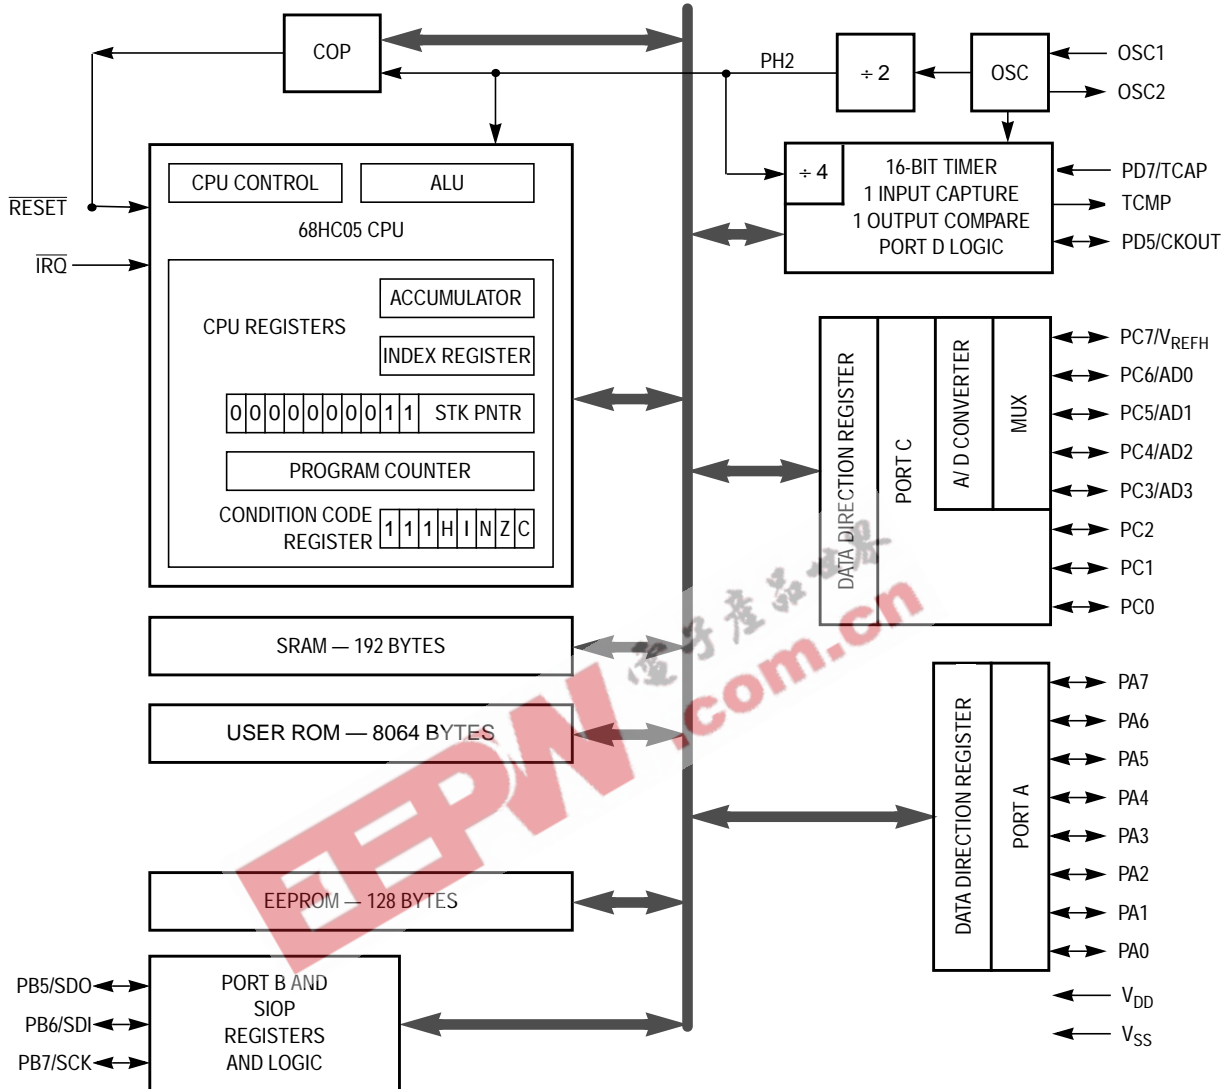 COP
PH2
÷ 2
OSC
OSC1
OSC2
CPU CONTROL
ALU
68HC05 CPU
RESET
IRQ
CPU REGISTERS
ACCUMULATOR
INDEX REGISTER
0 0 0 0 0 0 0 0 1 1 STK PNTR
PROGRAM COUNTER
CONDITION CODE
REGISTER
1 1 1 H I N Z C
÷ 4
16-BIT TIMER
1 INPUT CAPTURE
1 OUTPUT COMPARE
PORT D LOGIC
PD7/TCAP
TCMP
PD5/CKOUT
DATA DIRECTION REGISTER
PORT C
A/ D CONVERTER
MUX
PC7/VREFH
PC6/AD0
PC5/AD1
PC4/AD2
PC3/AD3
PC2
PC1
PC0
SRAM — 192 BYTES
USER ROM — 8064 BYTES
EEPROM — 128 BYTES
DATA DIRECTION REGISTER
PORT A
PA7
PA6
PA5
PA4
PA3
PA2
PA1
PA0
VDD
VSS
PB5/SDO
PB6/SDI
PB7/SCK
PORT B AND
SIOP
REGISTERS
AND LOGIC
EEPW
電子產品世界
.com.cn